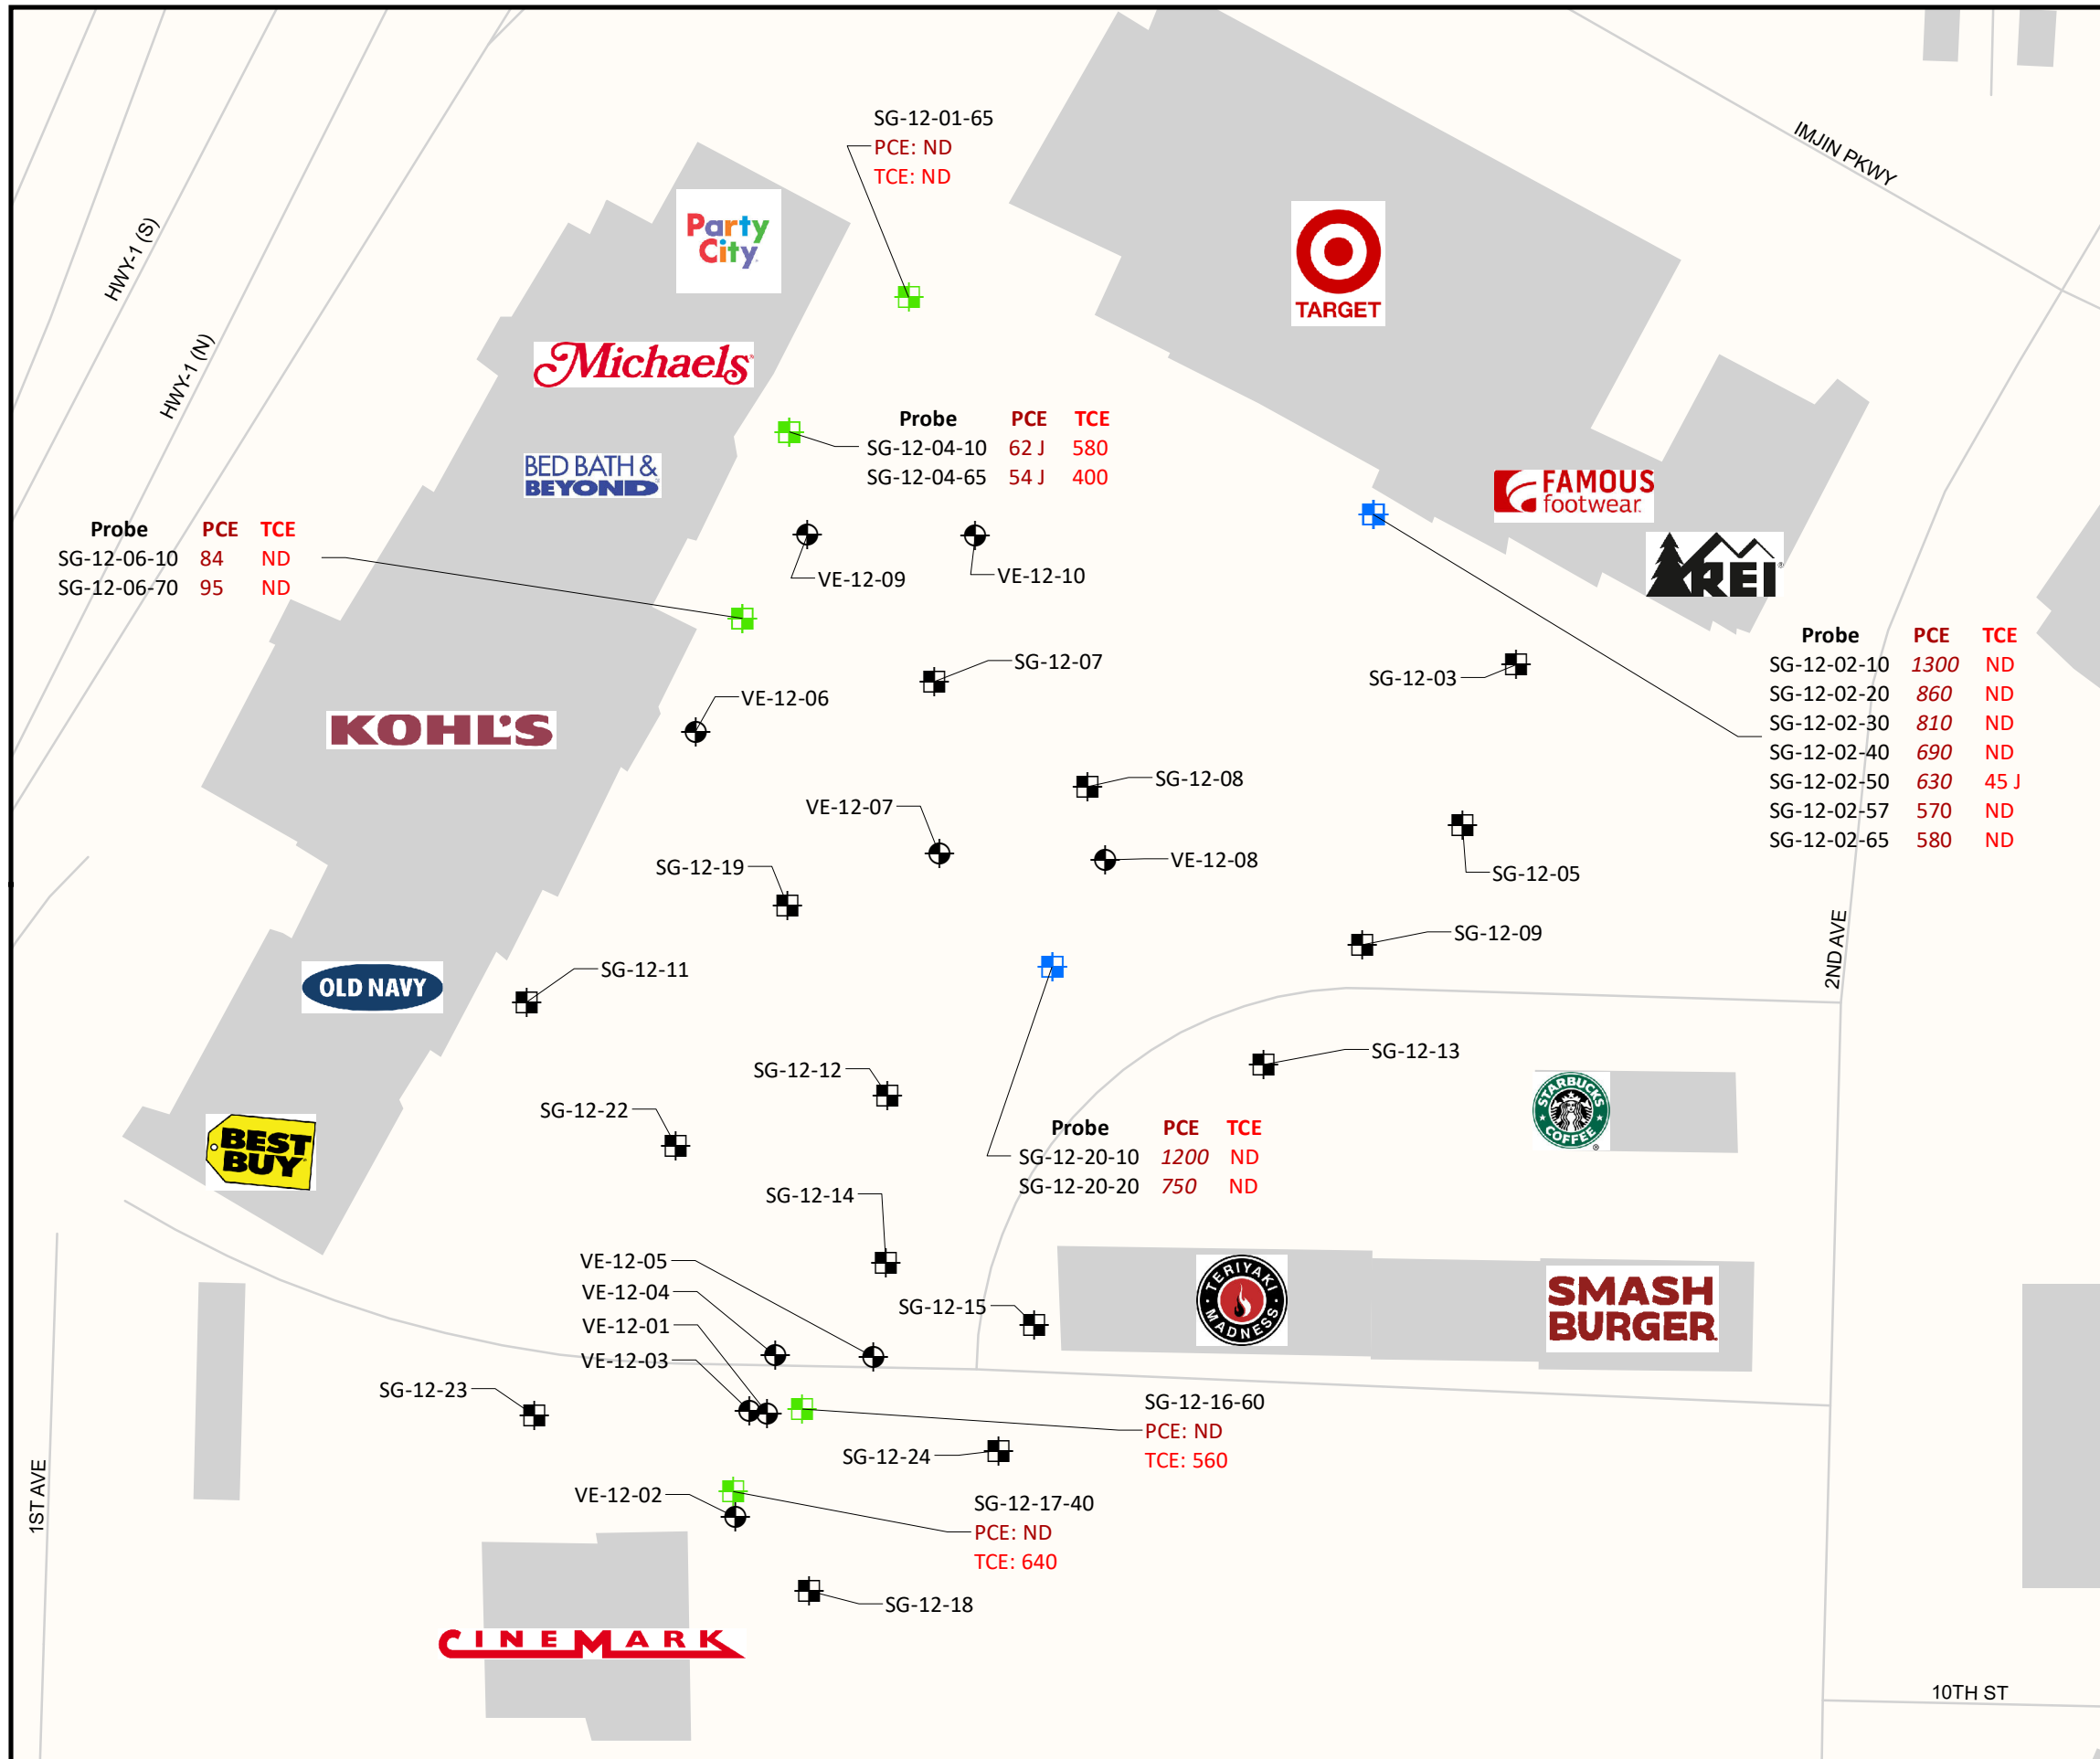 SG-12-01-65
PCE: ND
TCE: ND
IMJIN PKWY
HWY-1 (S)
HWY-1 (N)
Party
City
TARGET
Michaels
BED BATH &
BEYOND
Probe PCE TCE
SG-12-04-10 62 J 580
SG-12-04-65 54 J 400
FAMOUS
footwear
REI
Probe PCE TCE
SG-12-06-10 84 ND
SG-12-06-70 95 ND
VE-12-09
VE-12-10
SG-12-07
SG-12-03
VE-12-06
KOHL'S
Probe PCE TCE
SG-12-02-10 1300 ND
SG-12-02-20 860 ND
SG-12-02-30 810 ND
SG-12-02-40 690 ND
SG-12-02-50 630 45 J
SG-12-02-57 570 ND
SG-12-02-65 580 ND
SG-12-08
VE-12-07
VE-12-08
SG-12-19
SG-12-05
SG-12-09
2ND AVE
SG-12-11
OLD NAVY
SG-12-13
SG-12-12
SG-12-22
BEST
BUY
STARBUCKS
COFFEE
Probe PCE TCE
SG-12-20-10 1200 ND
SG-12-20-20 750 ND
SG-12-14
VE-12-05
VE-12-04
VE-12-01
VE-12-03
SG-12-15
TERIYAKI
MADNESS
SMASH
BURGER
SG-12-23
SG-12-16-60
PCE: ND
TCE: 560
SG-12-24
VE-12-02
SG-12-17-40
PCE: ND
TCE: 640
1ST AVE
SG-12-18
CINEMARK
10TH ST